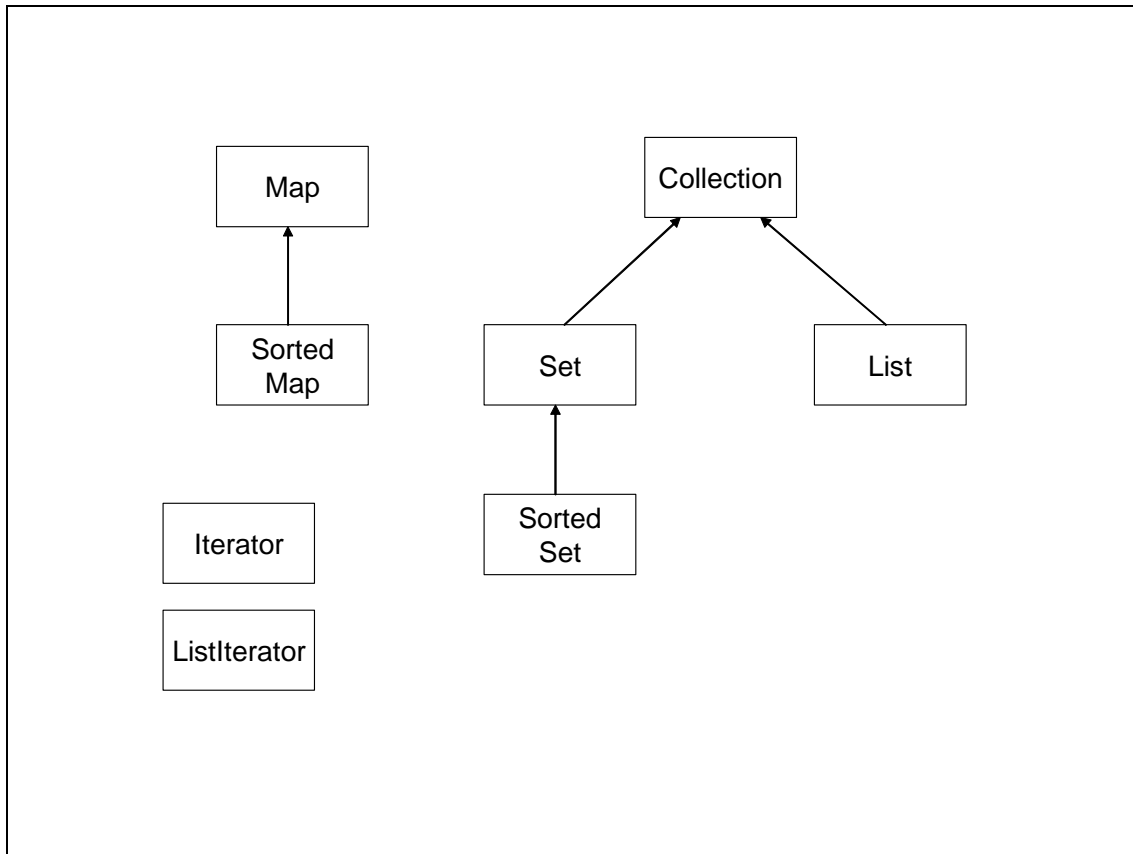 Map
Collection
Sorted
Map
Set
List
Iterator
Sorted
Set
ListIterator